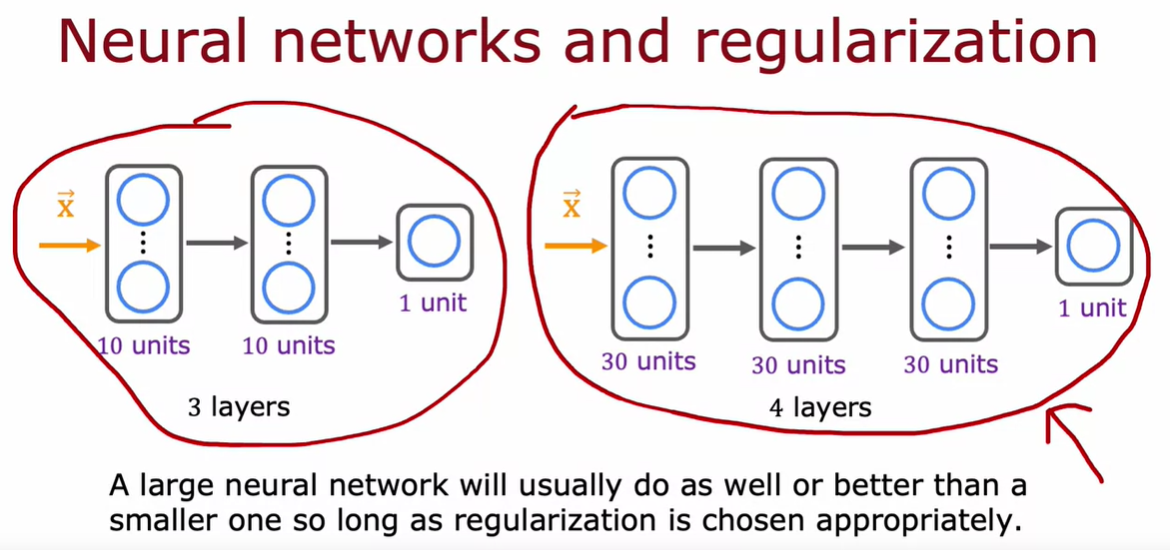 Neural networks and regularization
x⃗
10 units
10 units
1 unit
3 layers
x⃗
30 units
30 units
30 units
1 unit
4 layers
A large neural network will usually do as well or better than a
smaller one so long as regularization is chosen appropriately.